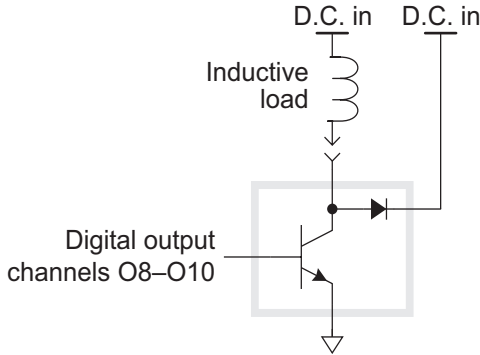 D.C. in D.C. in
Inductive
load
Digital output
channels O8–O10